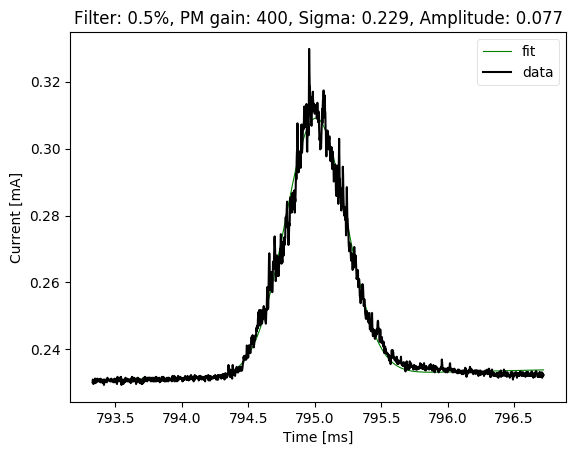 Filter: 0.5%, PM gain: 400, Sigma: 0.229, Amplitude: 0.077
fit
data
0.32
0.30
0.28
0.26
0.24
Current [mA]
793.5 794.0 794.5 795.0 795.5 796.0 796.5
Time [ms]